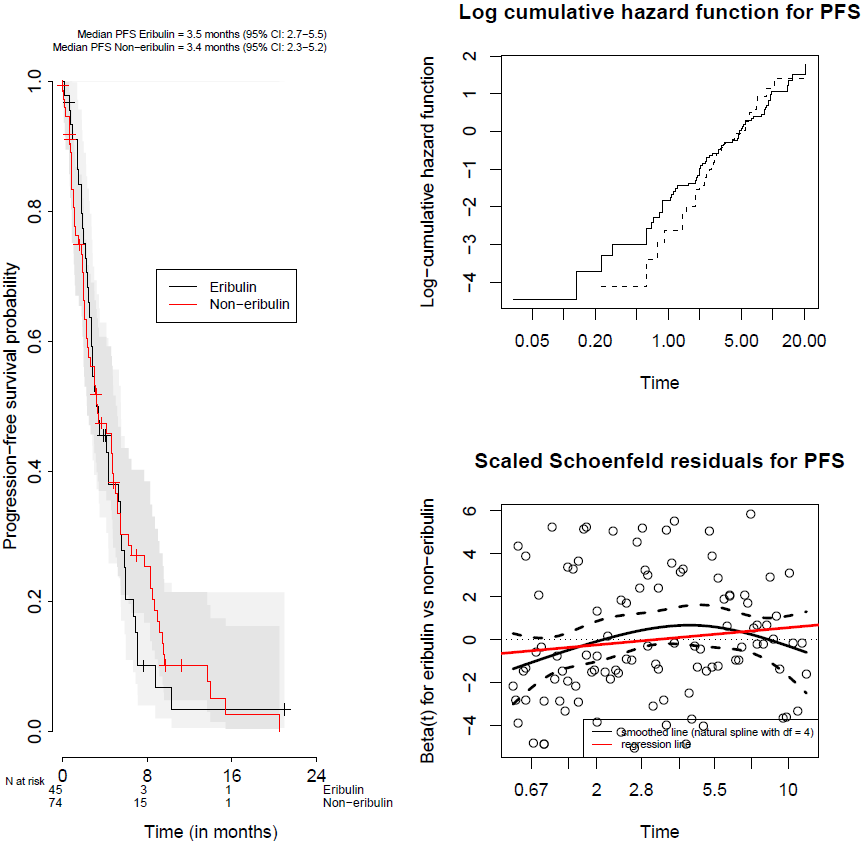 Median PFS Eribulin = 3.5 months (95% CI: 2.7−5.5)
Median PFS Non−eribulin = 3.4 months (95% CI: 2.3−5.2)
Progression−free survival probability
1.0
0.8
0.6
0.4
0.2
0.0
Eribulin
Non−eribulin
N at risk
0 8 16 24
45 3 1 Eribulin
74 15 1 Non−eribulin
Time (in months)
Log cumulative hazard function for PFS
Log−cumulative hazard function
2
1
0
−1
−2
−3
−4
0.05 0.20 1.00 5.00 20.00
Time
Scaled Schoenfeld residuals for PFS
Beta(t) for eribulin vs non−eribulin
6
4
2
0
−2
−4
smoothed line (natural spline with df = 4)
regression line
0.67 2 2.8 5.5 10
Time